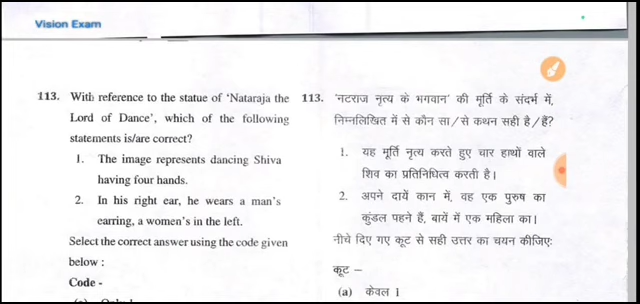 Vision Exam
113. With reference to the statue of 'Nataraja the
Lord of Dance', which of the following
statements is/are correct?
1. The image represents dancing Shiva
having four hands.
2. In his right ear, he wears a man's
earring, a women's in the left.
Select the correct answer using the code given
below :
Code -
(a) Only 1
113. 'नटराज नृत्य के भगवान' की मूर्ति के संदर्भ में,
निम्नलिखित में से कौन सा/से कथन सही है/हैं?
1. यह मूर्ति नृत्य करते हुए चार हाथों वाले
शिव का प्रतिनिधित्व करती है।
2. अपने दायें कान में, वह एक पुरुष का
कुंडल पहने हैं, बायें में एक महिला का।
नीचे दिए गए कूट से सही उत्तर का चयन कीजिए:
कूट –
(a) केवल 1